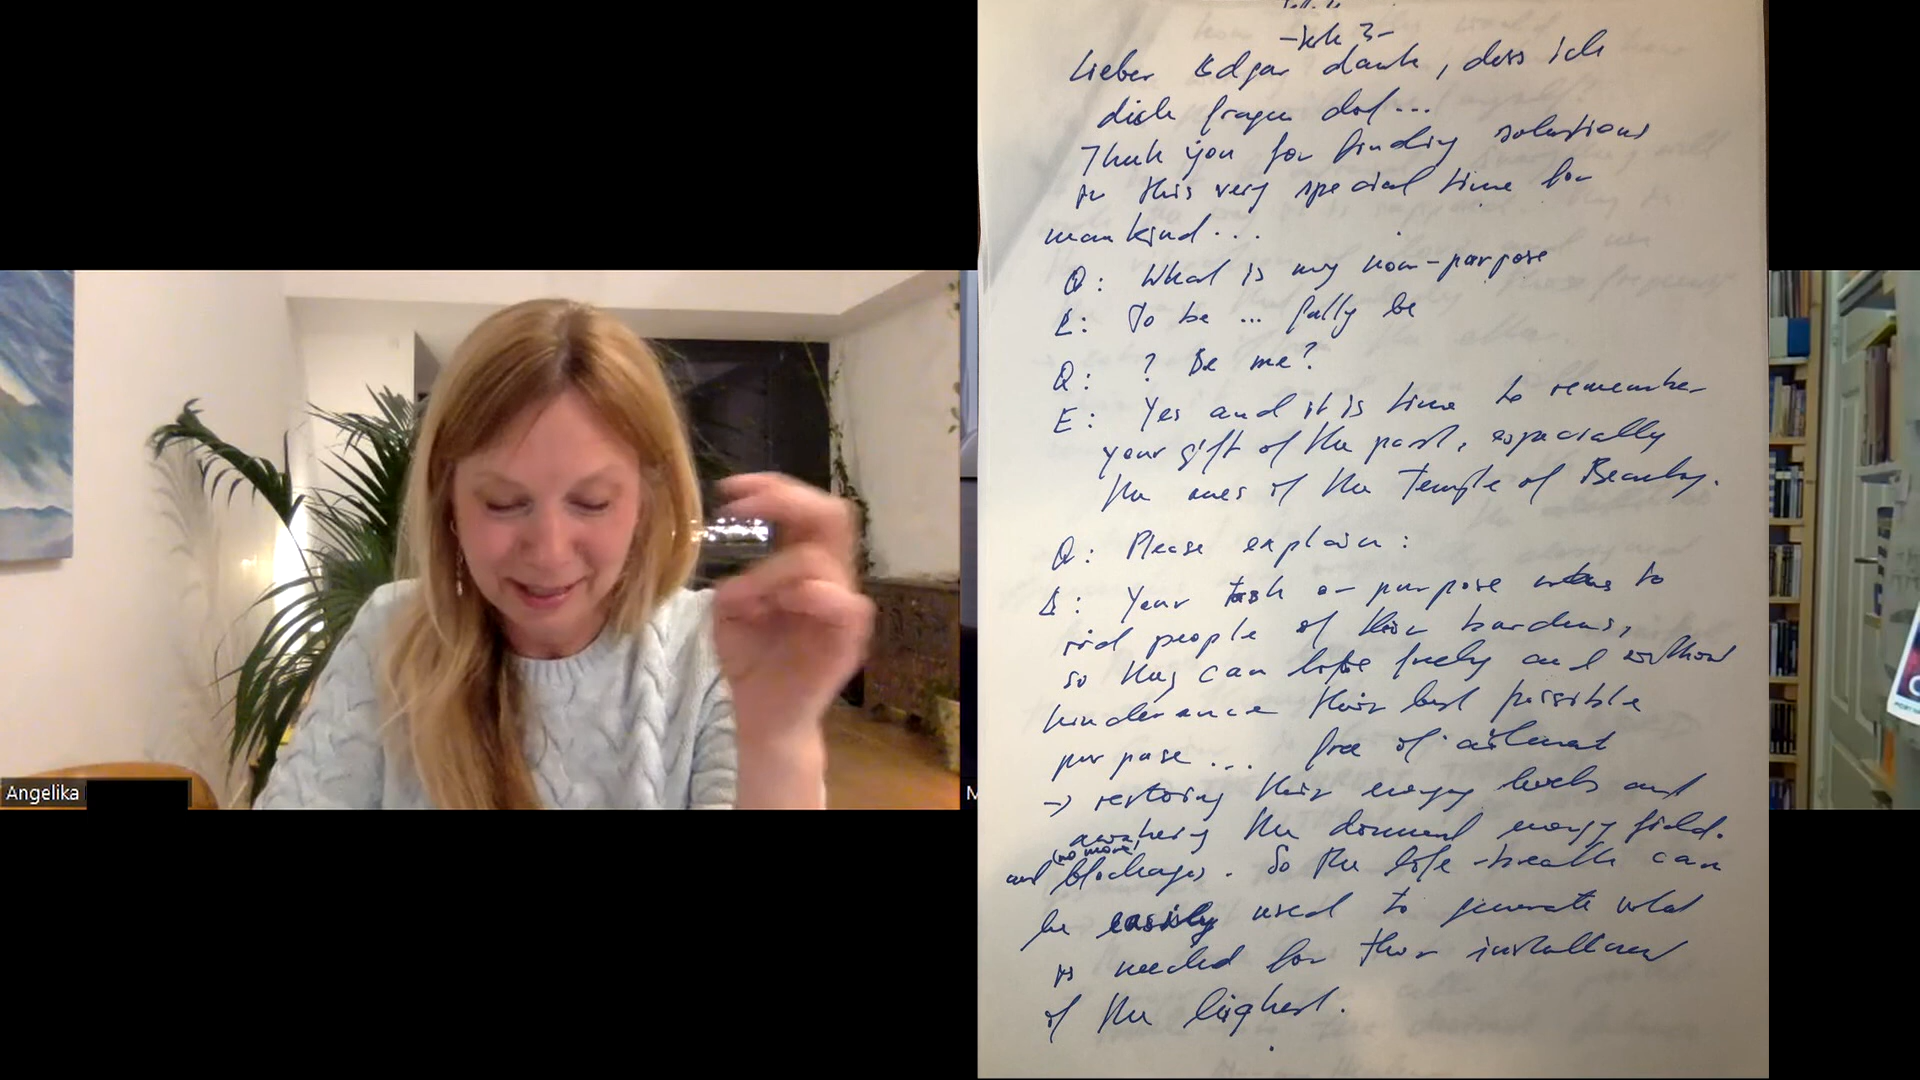 Angelika
Lieber Edgar danke, dass ich
dich fragen darf...
Thank you for finding solutions
in this very special time for
mankind...
Q: What is my now-purpose
E: To be ... fully be
Q: ? Be me?
E: Yes and it is time to remember
your gift of the past, especially
the ones of the Temple of Beauty.
Q: Please explain:
E: Your task or purpose was to
rid people of their burdens,
so they can live freely and without
hinderance their best possible
purpose ... free of
-> restoring their energy levels and
awakening the dormant energy field.
(no more)
and blockages. So the life-breath can
be easily used to generate what
is needed for their
of the highest.